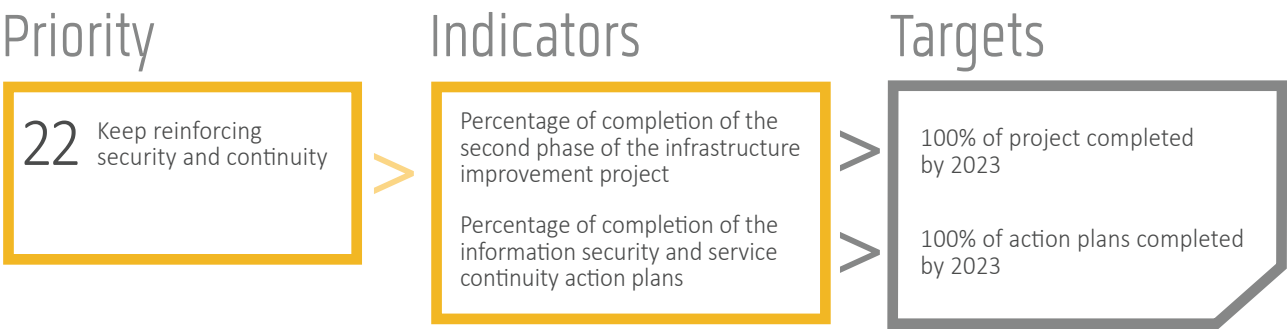 Priority
Indicators
Targets
22
Keep reinforcing
security and continuity
>
Percentage of completion of the
second phase of the infrastructure
improvement project
>
100% of project completed
by 2023
Percentage of completion of the
information security and service
continuity action plans
>
100% of action plans completed
by 2023